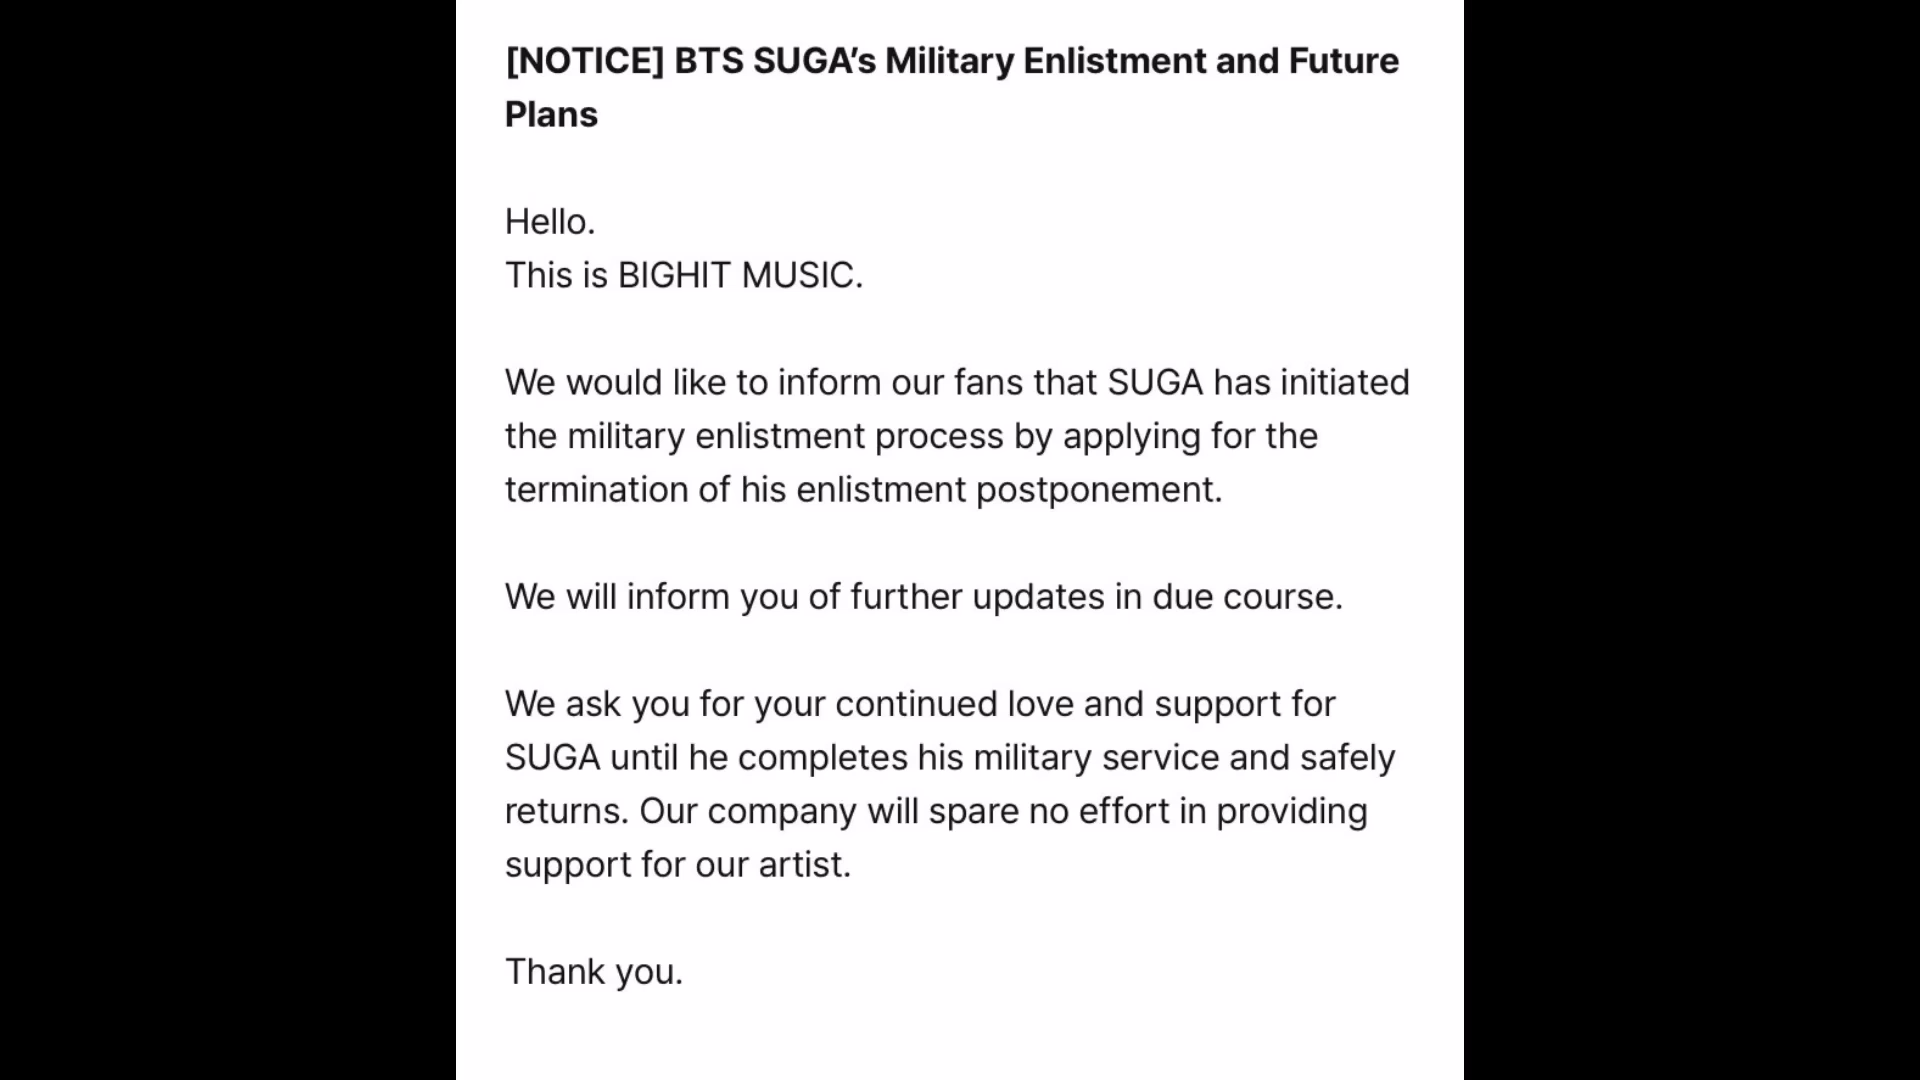 [NOTICE] BTS SUGA’s Military Enlistment and Future
Plans
Hello.
This is BIGHIT MUSIC.
We would like to inform our fans that SUGA has initiated
the military enlistment process by applying for the
termination of his enlistment postponement.
We will inform you of further updates in due course.
We ask you for your continued love and support for
SUGA until he completes his military service and safely
returns. Our company will spare no effort in providing
support for our artist.
Thank you.